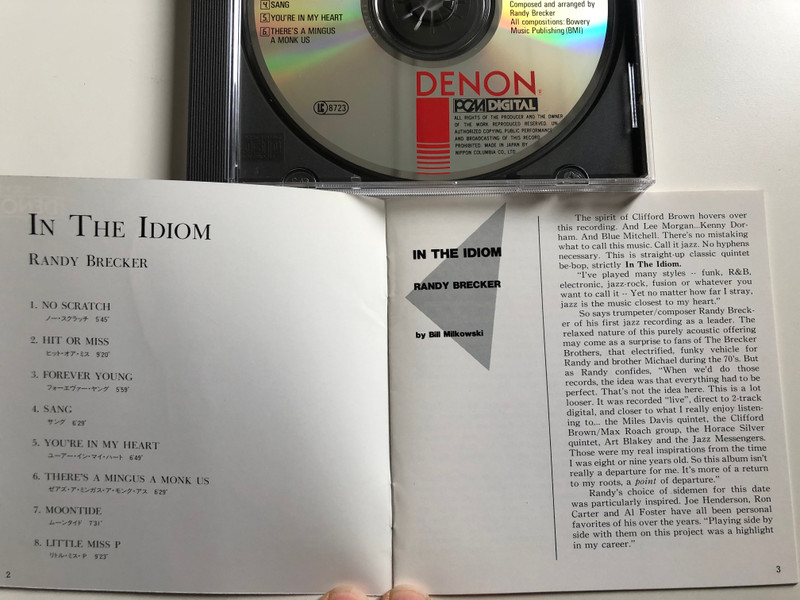 4 SANG
5 YOU'RE IN MY HEART
6 THERE'S A MINGUS
A MONK US
Composed and arranged by
Randy Brecker
All compositions: Bowery
Music Publishing (BMI)
DENON
PCM DIGITAL
LC 8723
ALL RIGHTS OF THE PRODUCER AND THE OWNER
OF THE WORK REPRODUCED RESERVED. UN-
AUTHORIZED COPYING, PUBLIC PERFORMANCE
AND BROADCASTING OF THIS RECORD
PROHIBITED. MADE IN JAPAN BY
NIPPON COLUMBIA CO., LTD.
IN THE IDIOM
RANDY BRECKER
1. NO SCRATCH
ノー・スクラッチ 5'45"
2. HIT OR MISS
ヒット・オア・ミス 9'20"
3. FOREVER YOUNG
フォーエヴァー・ヤング 5'59"
4. SANG
サング 6'29"
5. YOU'RE IN MY HEART
ユーアー・イン・マイ・ハート 6'49"
6. THERE'S A MINGUS A MONK US
ゼアズ・ア・ミンガス・ア・モンク・アス 6'29"
7. MOONTIDE
ムーンタイド 7'31"
8. LITTLE MISS P
リトル・ミス・P 9'23"
2
IN THE IDIOM
RANDY BRECKER
by Bill Milkowski
The spirit of Clifford Brown hovers over
this recording. And Lee Morgan...Kenny Dor-
ham. And Blue Mitchell. There's no mistaking
what to call this music. Call it jazz. No hyphens
necessary. This is straight-up classic quintet
be-bop, strictly In The Idiom.
"I've played many styles -- funk, R&B,
electronic, jazz-rock, fusion or whatever you
want to call it -- Yet no matter how far I stray,
jazz is the music closest to my heart."
So says trumpeter/composer Randy Breck-
er of his first jazz recording as a leader. The
relaxed nature of this purely acoustic offering
may come as a surprise to fans of The Brecker
Brothers, that electrified, funky vehicle for
Randy and brother Michael during the 70's. But
as Randy confides, "When we'd do those
records, the idea was that everything had to be
perfect. That's not the idea here. This is a lot
looser. It was recorded "live", direct to 2-track
digital, and closer to what I really enjoy listen-
ing to... the Miles Davis quintet, the Clifford
Brown/Max Roach group, the Horace Silver
quintet, Art Blakey and the Jazz Messengers.
Those were my real inspirations from the time
I was eight or nine years old. So this album isn't
really a departure for me. It's more of a return
to my roots, a point of departure."
Randy's choice of sidemen for this date
was particularly inspired. Joe Henderson, Ron
Carter and Al Foster have all been personal
favorites of his over the years. "Playing side by
side with them on this project was a highlight
in my career."
3